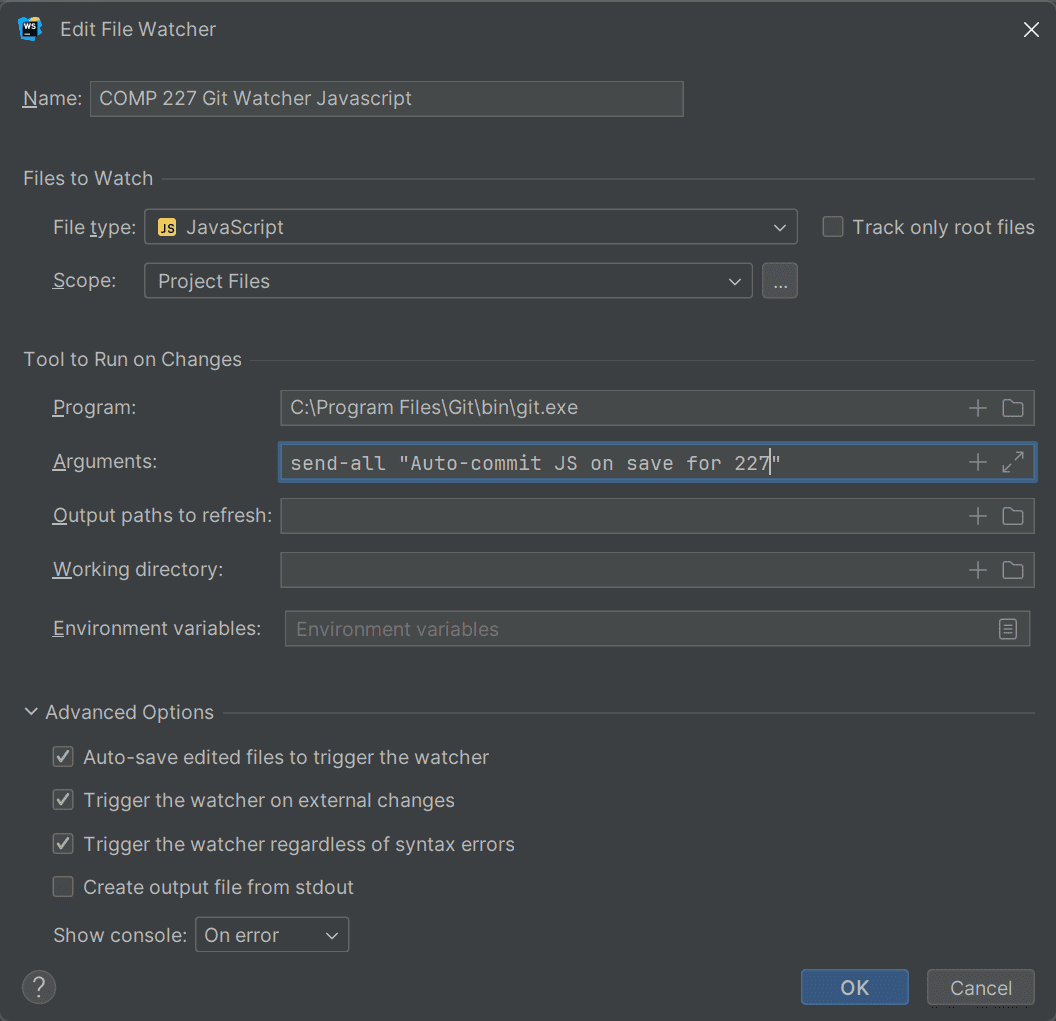 WS
Edit File Watcher
Name: COMP 227 Git Watcher Javascript
Files to Watch
File type: JS JavaScript Track only root files
Scope: Project Files ...
Tool to Run on Changes
Program: C:\Program Files\Git\bin\git.exe
Arguments: send-all "Auto-commit JS on save for 227"
Output paths to refresh:
Working directory:
Environment variables: Environment variables
Advanced Options
Auto-save edited files to trigger the watcher
Trigger the watcher on external changes
Trigger the watcher regardless of syntax errors
Create output file from stdout
Show console: On error
? OK Cancel